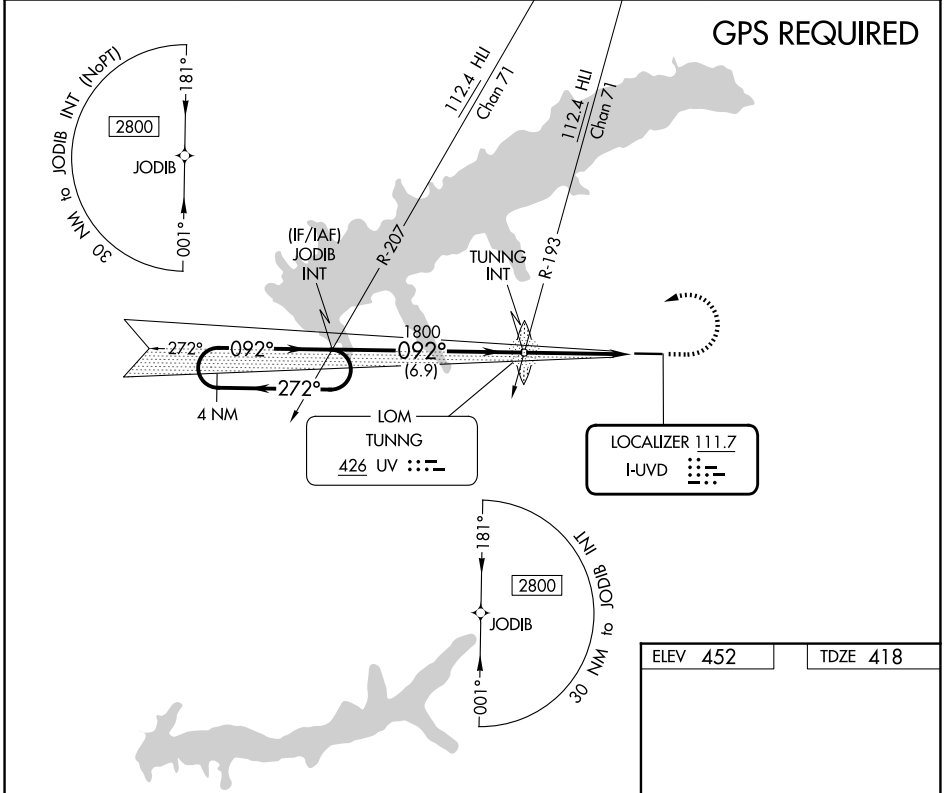 GPS REQUIRED
30 NM to JODIB INT (NoPT)
181°
2800
JODIB
001°
112.4 HLI
Chan 71
112.4 HLI
Chan 71
R-207
R-193
(IF/IAF)
JODIB
INT
TUNNG
INT
1800
272°
092°
092°
(6.9)
272°
4 NM
LOM
TUNNG
426 UV
LOCALIZER 111.7
I-UVD
181°
2800
JODIB
001°
30 NM to JODIB INT
ELEV 452
TDZE 418